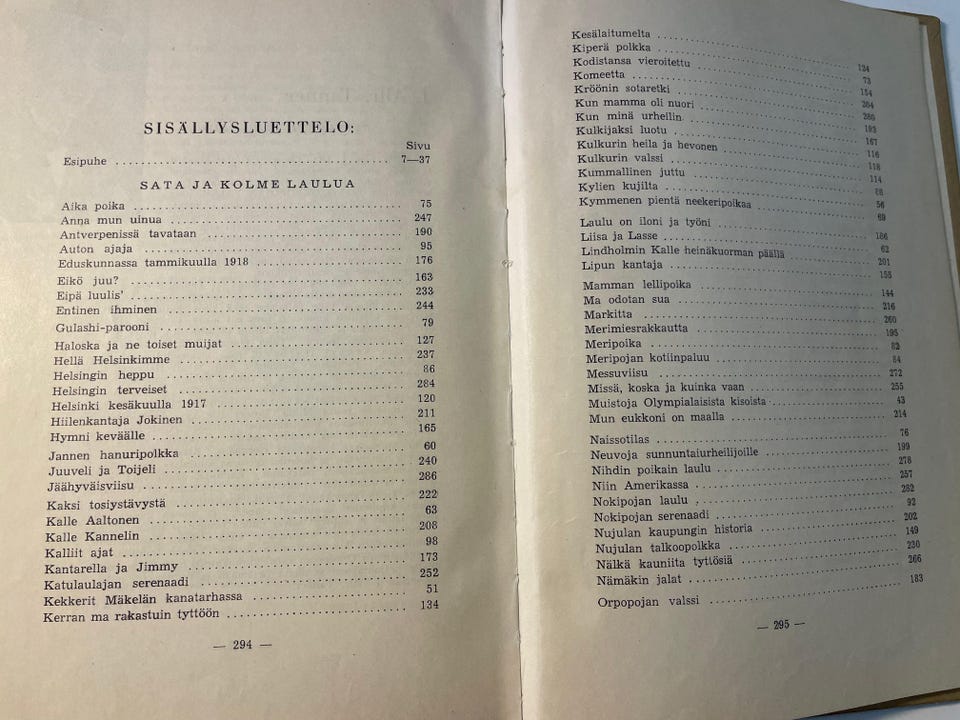 SISÄLLYSLUETTELO:
Sivu
Esipuhe ........ 7—37
SATA JA KOLME LAULUA
Aika poika ........ 75
Anna mun uinua ........ 247
Antverpenissä tavataan ........ 190
Auton ajaja ........ 95
Eduskunnassa tammikuulla 1918 ........ 176
Eikö juu? ........ 163
Eipä luulis' ........ 233
Entinen ihminen ........ 244
Gulashi-parooni ........ 79
Haloska ja ne toiset muijat ........ 127
Hellä Helsinkimme ........ 237
Helsingin heppu ........ 86
Helsingin terveiset ........ 284
Helsinki kesäkuulla 1917 ........ 120
Hiilenkantaja Jokinen ........ 211
Hymni keväälle ........ 165
Jannen hanuripolkka ........ 60
Juuveli ja Toijeli ........ 240
Jäähyväisviisu ........ 286
Kaksi tosiystävystä ........ 222
Kalle Aaltonen ........ 63
Kalle Kannelin ........ 208
Kalliit ajat ........ 98
Kantarella ja Jimmy ........ 173
Katulaulajan serenaadi ........ 252
Kekkerit Mäkelän kanatarhassa ........ 51
Kerran ma rakastuin tyttöön ........ 134
— 294 —
Kesälaitumelta ........ 124
Kiperä polkka ........ 73
Kodistansa vieroitettu ........ 154
Komeetta ........
Kröönin sotaretki ........ 280
Kun mamma oli nuori ........ 193
Kun minä urheilin ........ 167
Kulkijaksi luotu ........ 116
Kulkurin heila ja hevonen ........ 118
Kulkurin valssi ........ 114
Kummallinen juttu ........ 88
Kylien kujilta ........ 56
Kymmenen pientä neekeripoikaa ........ 69
Laulu on iloni ja työni ........ 186
Liisa ja Lasse ........ 62
Lindholmin Kalle heinäkuorman päällä ........ 201
Lipun kantaja ........
Mamman lellipoika ........ 144
Ma odotan sua ........ 216
Markitta ........ 260
Merimiesrakkautta ........ 195
Meripoika ........ 82
Meripojan kotiinpaluu ........ 84
Messuviisu ........ 272
Missä, koska ja kuinka vaan ........ 255
Muistoja Olympialaisista kisoista ........ 43
Mun eukkoni on maalla ........ 214
Naissotilas ........ 76
Neuvoja sunnuntaiurheilijoille ........ 199
Nihdin poikain laulu ........ 278
Niin Amerikassa ........ 257
Nokipojan laulu ........ 282
Nokipojan serenaadi ........ 92
Nujulan kaupungin historia ........ 202
Nujulan talkoopolkka ........ 149
Nälkä kauniita tyttösiä ........ 230
Nämäkin jalat ........ 266
Orpopojan valssi ........ 183
— 295 —